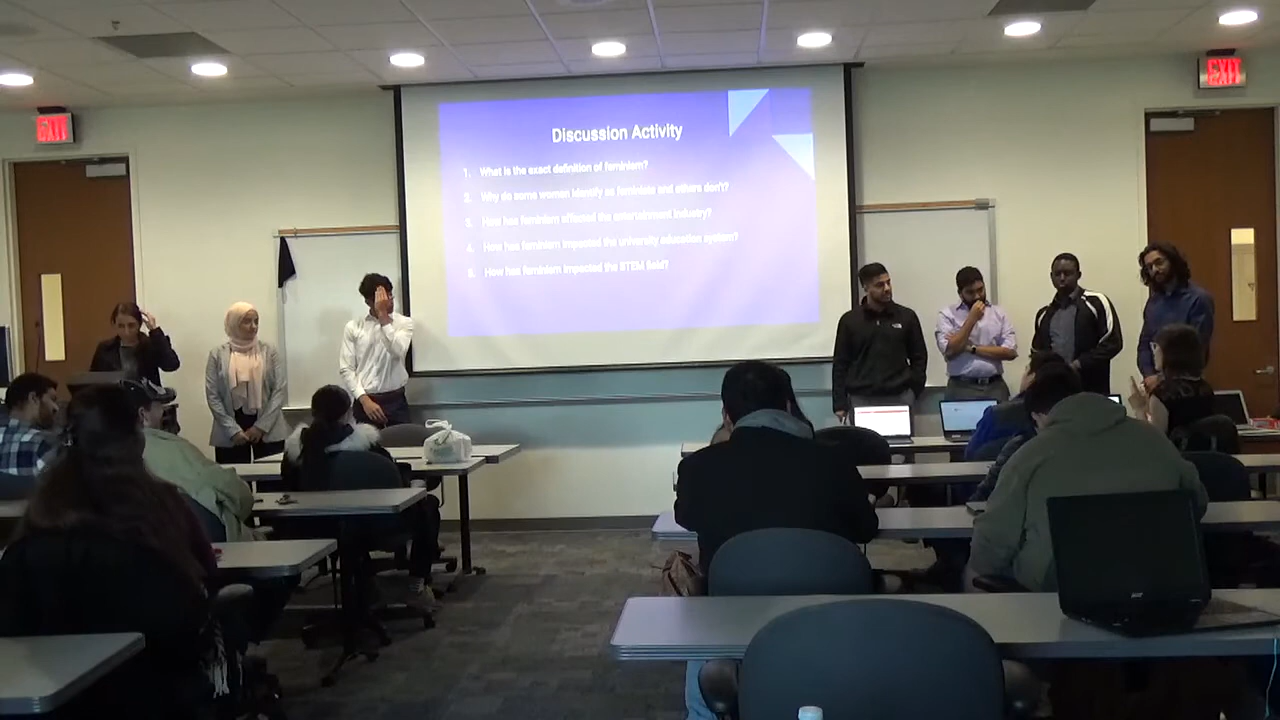 EXIT
EXIT
Discussion Activity
1. What is the exact definition of feminism?
2. Why do some women identify as feminists and others don't?
3. How has feminism affected the entertainment industry?
4. How has feminism impacted the university education system?
5. How has feminism impacted the STEM field?